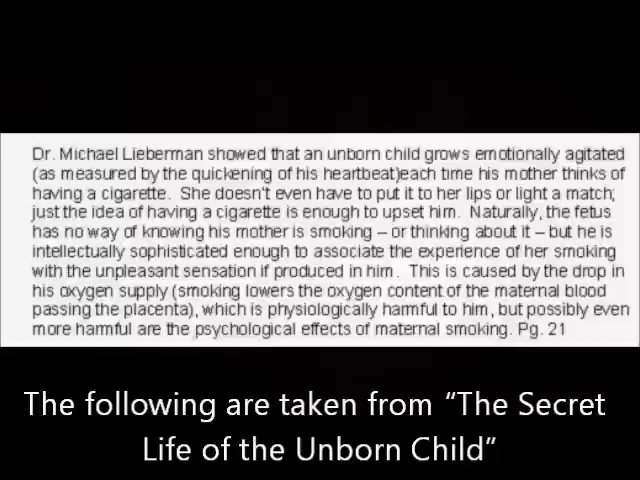 Dr. Michael Lieberman showed that an unborn child grows emotionally agitated
(as measured by the quickening of his heartbeat)each time his mother thinks of
having a cigarette. She doesn't even have to put it to her lips or light a match;
just the idea of having a cigarette is enough to upset him. Naturally, the fetus
has no way of knowing his mother is smoking – or thinking about it – but he is
intellectually sophisticated enough to associate the experience of her smoking
with the unpleasant sensation if produced in him. This is caused by the drop in
his oxygen supply (smoking lowers the oxygen content of the maternal blood
passing the placenta), which is physiologically harmful to him, but possibly even
more harmful are the psychological effects of maternal smoking. Pg. 21
The following are taken from “The Secret
Life of the Unborn Child”